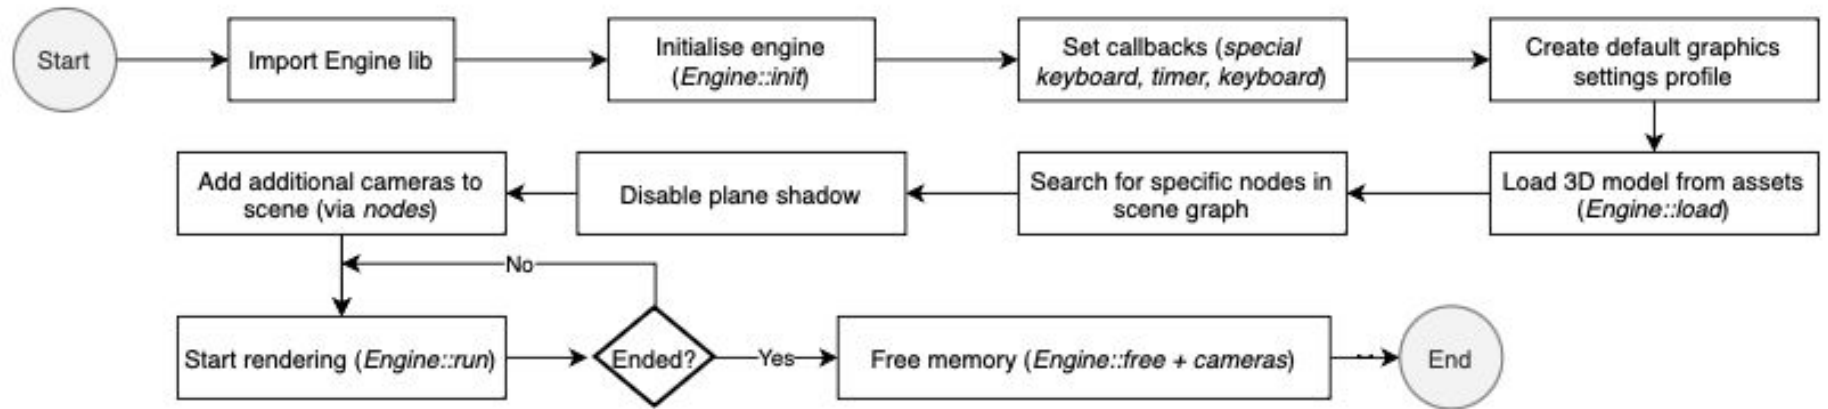 Start
Import Engine lib
Initialise engine
(Engine::init)
Set callbacks (special
keyboard, timer, keyboard)
Create default graphics
settings profile
Load 3D model from assets
(Engine::load)
Search for specific nodes in
scene graph
Disable plane shadow
Add additional cameras to
scene (via nodes)
No
Start rendering (Engine::run)
Ended?
Yes
Free memory (Engine::free + cameras)
End